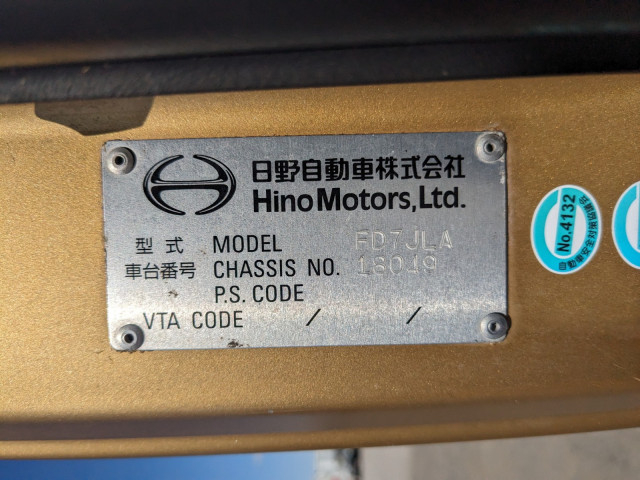 日野自動車株式会社
Hino Motors, Ltd.
型式 MODEL FD7JLA
車台番号 CHASSIS NO. 18049
P.S. CODE
VTA CODE / /
No.4132